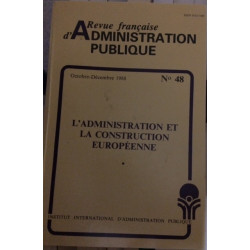 Revue française
d'ADMINISTRATION
PUBLIQUE
Octobre-Décembre 1988
N° 48
L'ADMINISTRATION ET
LA CONSTRUCTION
EUROPÉENNE
INSTITUT INTERNATIONAL D'ADMINISTRATION PUBLIQUE